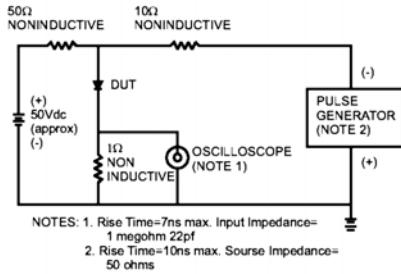 50Ω
NONINDUCTIVE
10Ω
NONINDUCTIVE
DUT
(+)
50Vdc
(approx)
(-)
1Ω
NON
INDUCTIVE
OSCILLOSCOPE
(NOTE 1)
(-)
PULSE
GENERATOR
(NOTE 2)
(+)
NOTES: 1. Rise Time=7ns max. Input Impedance=
1 megohm 22pf
2. Rise Time=10ns max. Sourse Impedance=
50 ohms